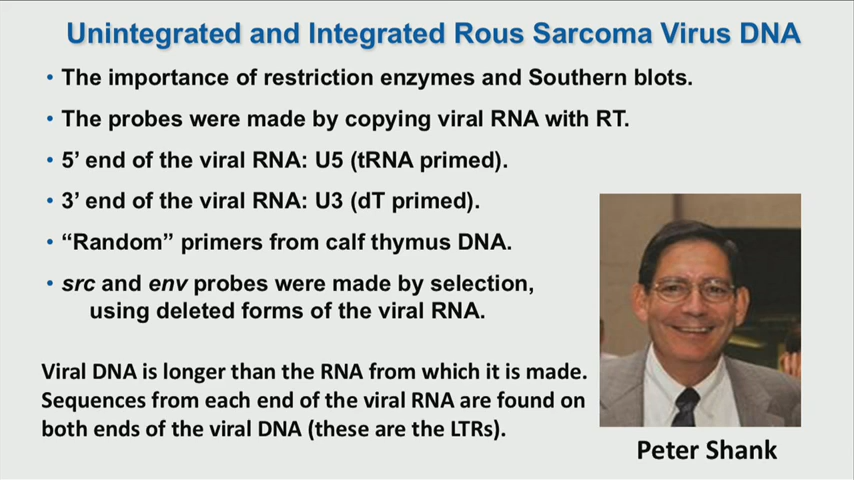 Unintegrated and Integrated Rous Sarcoma Virus DNA
• The importance of restriction enzymes and Southern blots.
• The probes were made by copying viral RNA with RT.
• 5’ end of the viral RNA: U5 (tRNA primed).
• 3’ end of the viral RNA: U3 (dT primed).
• “Random” primers from calf thymus DNA.
• src and env probes were made by selection,
using deleted forms of the viral RNA.
Viral DNA is longer than the RNA from which it is made.
Sequences from each end of the viral RNA are found on
both ends of the viral DNA (these are the LTRs).
Peter Shank